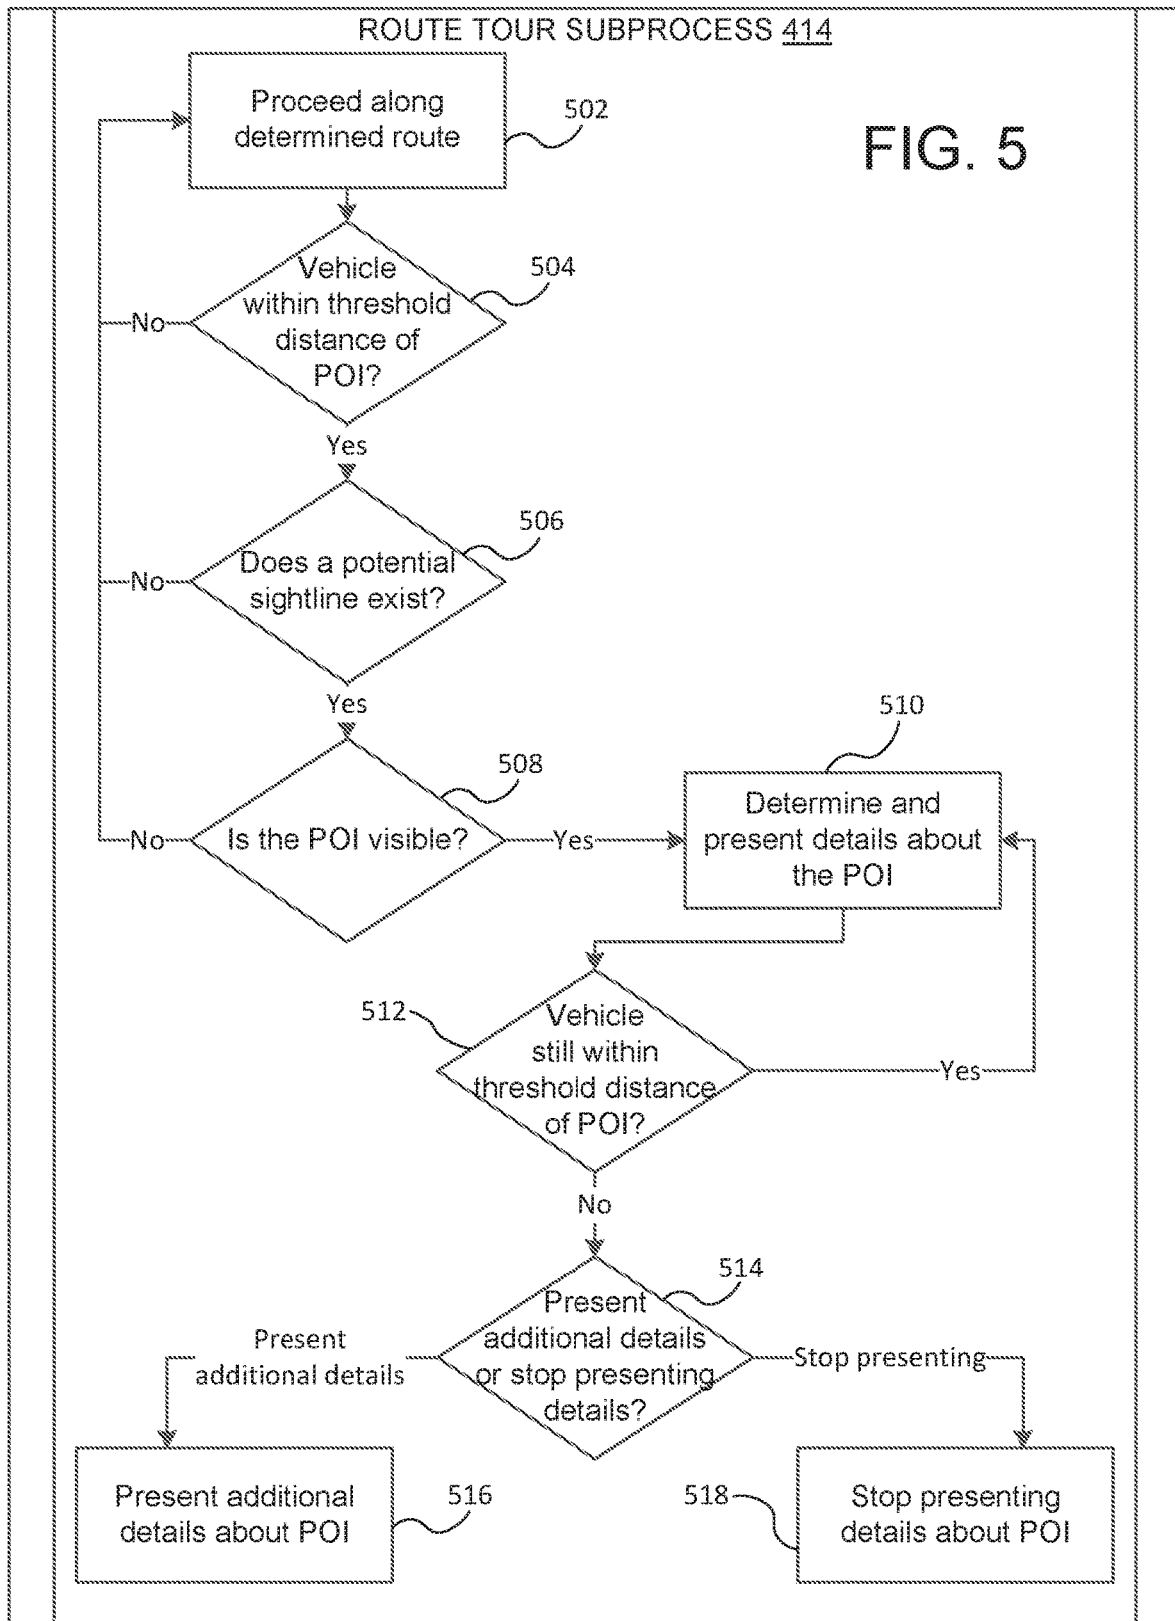 ROUTE TOUR SUBPROCESS 414
Proceed along
determined route
502
FIG. 5
Vehicle
within threshold
distance of
POI?
504
No
Yes
Does a potential
sightline exist?
506
No
Yes
Is the POI visible?
508
No
Yes
510
Determine and
present details about
the POI
512
Vehicle
still within
threshold distance
of POI?
Yes
No
514
Present
additional details
or stop presenting
details?
Present
additional details
Stop presenting
Present additional
details about POI
516
518
Stop presenting
details about POI